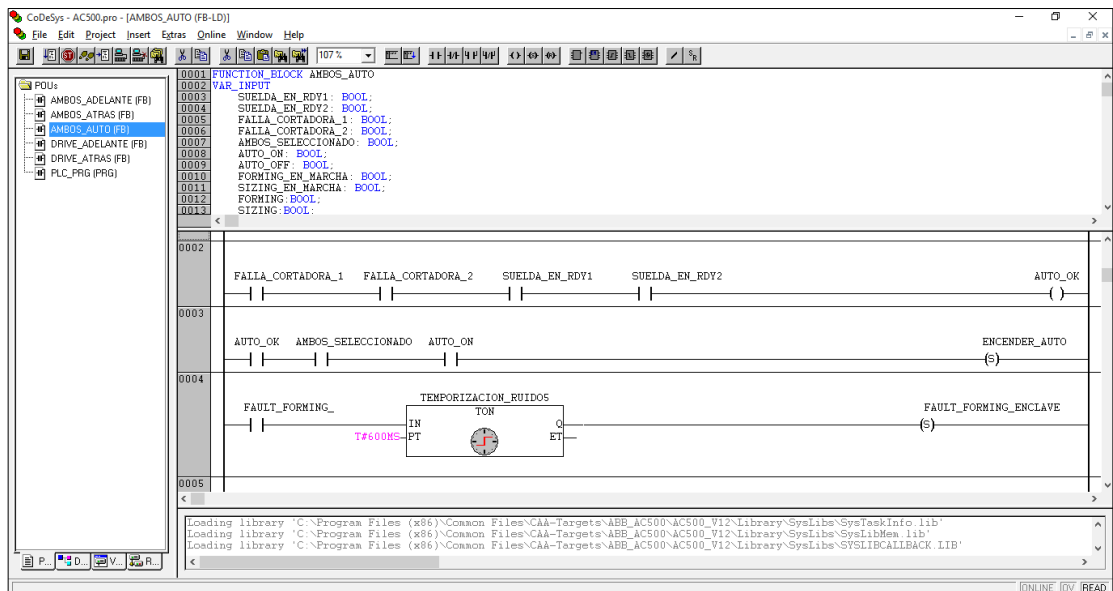 CoDeSys - AC500.pro - [AMBOS_AUTO (FB-LD)]
File Edit Project Insert Extras Online Window Help
107 %
POUs
AMBOS_ADELANTE (FB)
AMBOS_ATRAS (FB)
AMBOS_AUTO (FB)
DRIVE_ADELANTE (FB)
DRIVE_ATRAS (FB)
PLC_PRG (PRG)
0001 FUNCTION_BLOCK AMBOS_AUTO
0002 VAR_INPUT
0003 SUELDA_EN_RDY1: BOOL;
0004 SUELDA_EN_RDY2: BOOL;
0005 FALLA_CORTADORA_1: BOOL;
0006 FALLA_CORTADORA_2: BOOL;
0007 AMBOS_SELECCIONADO: BOOL;
0008 AUTO_ON: BOOL;
0009 AUTO_OFF: BOOL;
0010 FORMING_EN_MARCHA: BOOL;
0011 SIZING_EN_MARCHA: BOOL;
0012 FORMING:BOOL;
0013 SIZING:BOOL;
0002
FALLA_CORTADORA_1 FALLA_CORTADORA_2 SUELDA_EN_RDY1 SUELDA_EN_RDY2 AUTO_OK
( )
0003
AUTO_OK AMBOS_SELECCIONADO AUTO_ON ENCENDER_AUTO
(S)
0004
TEMPORIZACION_RUIDO5
FAULT_FORMING_ TON FAULT_FORMING_ENCLAVE
IN Q (S)
T#600MS PT ET
0005
Loading library 'C:\Program Files (x86)\Common Files\CAA-Targets\ABB_AC500\AC500_V12\Library\SysLibs\SysTaskInfo.lib'
Loading library 'C:\Program Files (x86)\Common Files\CAA-Targets\ABB_AC500\AC500_V12\Library\SysLibs\SysLibMem.lib'
Loading library 'C:\Program Files (x86)\Common Files\CAA-Targets\ABB_AC500\AC500_V12\Library\SysLibs\SYSLIBCALLBACK.LIB'
P... D... V... R...
ONLINE OV READ